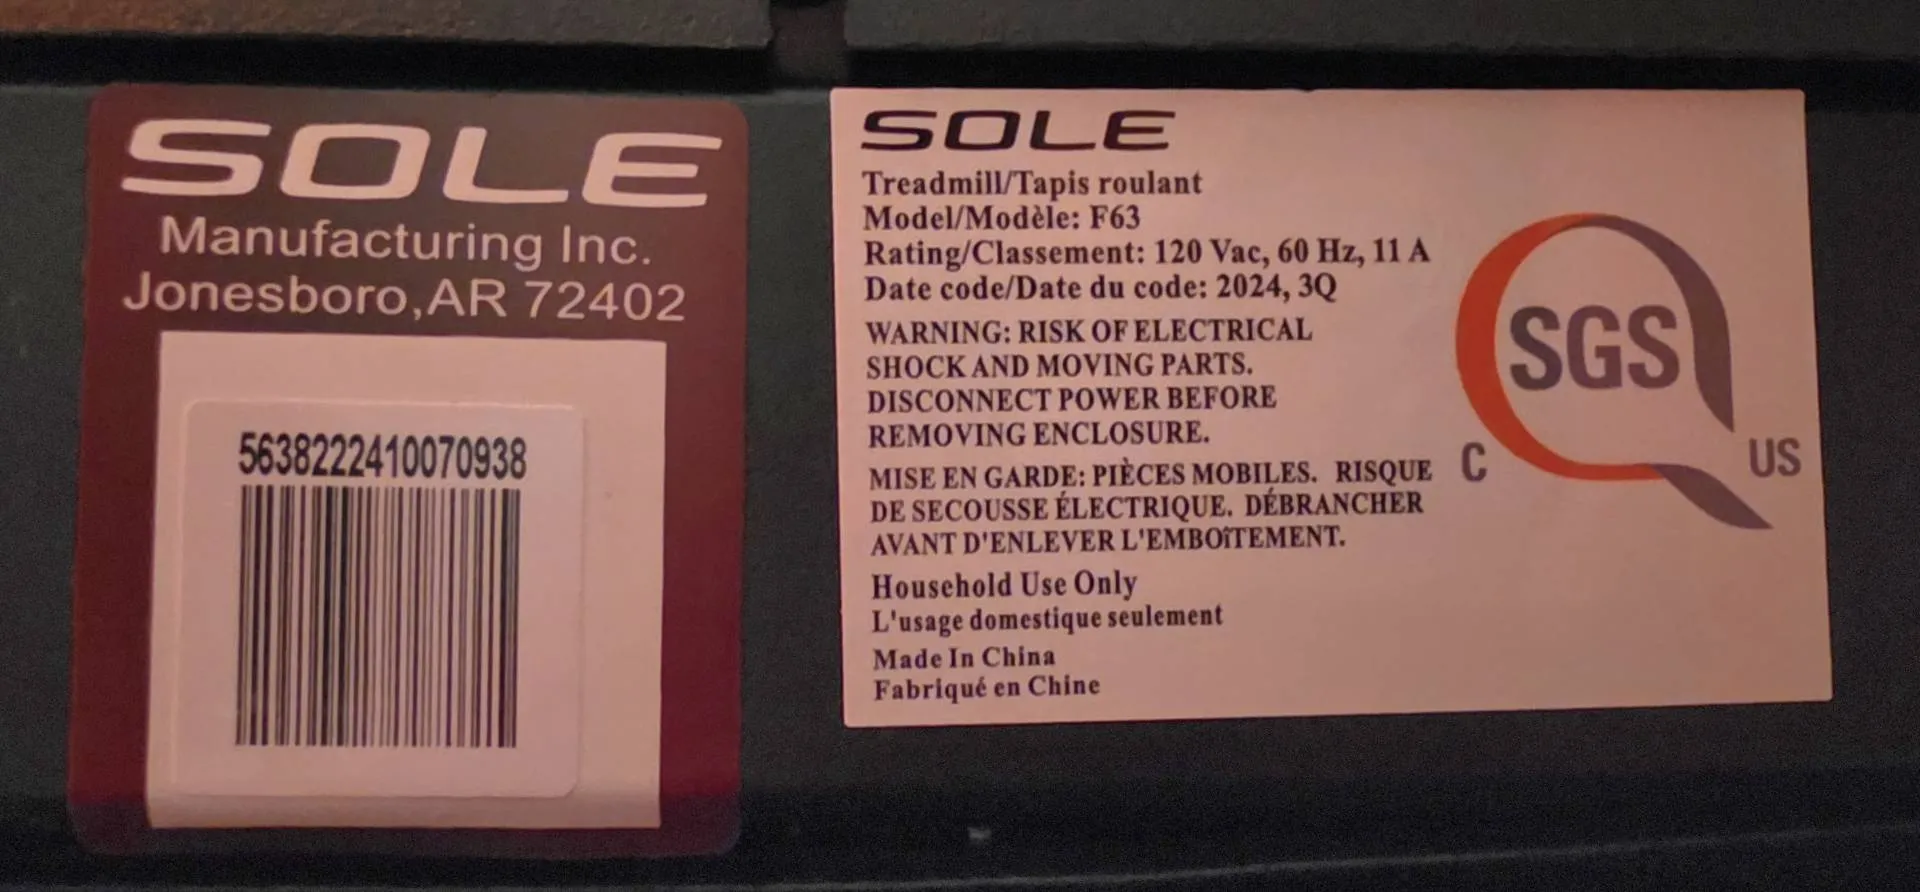 SOLE
Manufacturing Inc.
Jonesboro,AR 72402
5638222410070938
SOLE
Treadmill/Tapis roulant
Model/Modèle: F63
Rating/Classement: 120 Vac, 60 Hz, 11 A
Date code/Date du code: 2024, 3Q
WARNING: RISK OF ELECTRICAL
SHOCK AND MOVING PARTS.
DISCONNECT POWER BEFORE
REMOVING ENCLOSURE.
MISE EN GARDE: PIÈCES MOBILES. RISQUE
DE SECOUSSE ÉLECTRIQUE. DÉBRANCHER
AVANT D'ENLEVER L'EMBOîTEMENT.
Household Use Only
L'usage domestique seulement
Made In China
Fabriqué en Chine
SGS
C US